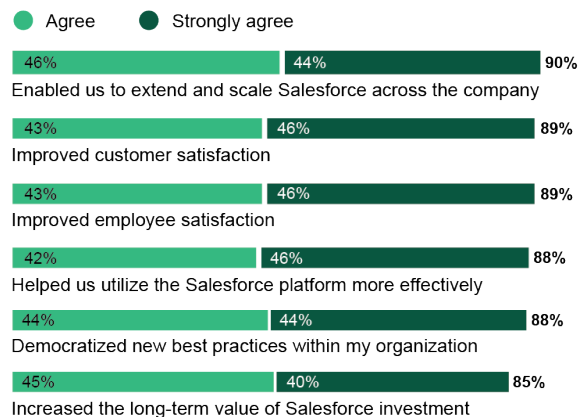 Agree Strongly agree
46% 44% 90%
Enabled us to extend and scale Salesforce across the company
43% 46% 89%
Improved customer satisfaction
43% 46% 89%
Improved employee satisfaction
42% 46% 88%
Helped us utilize the Salesforce platform more effectively
44% 44% 88%
Democratized new best practices within my organization
45% 40% 85%
Increased the long-term value of Salesforce investment